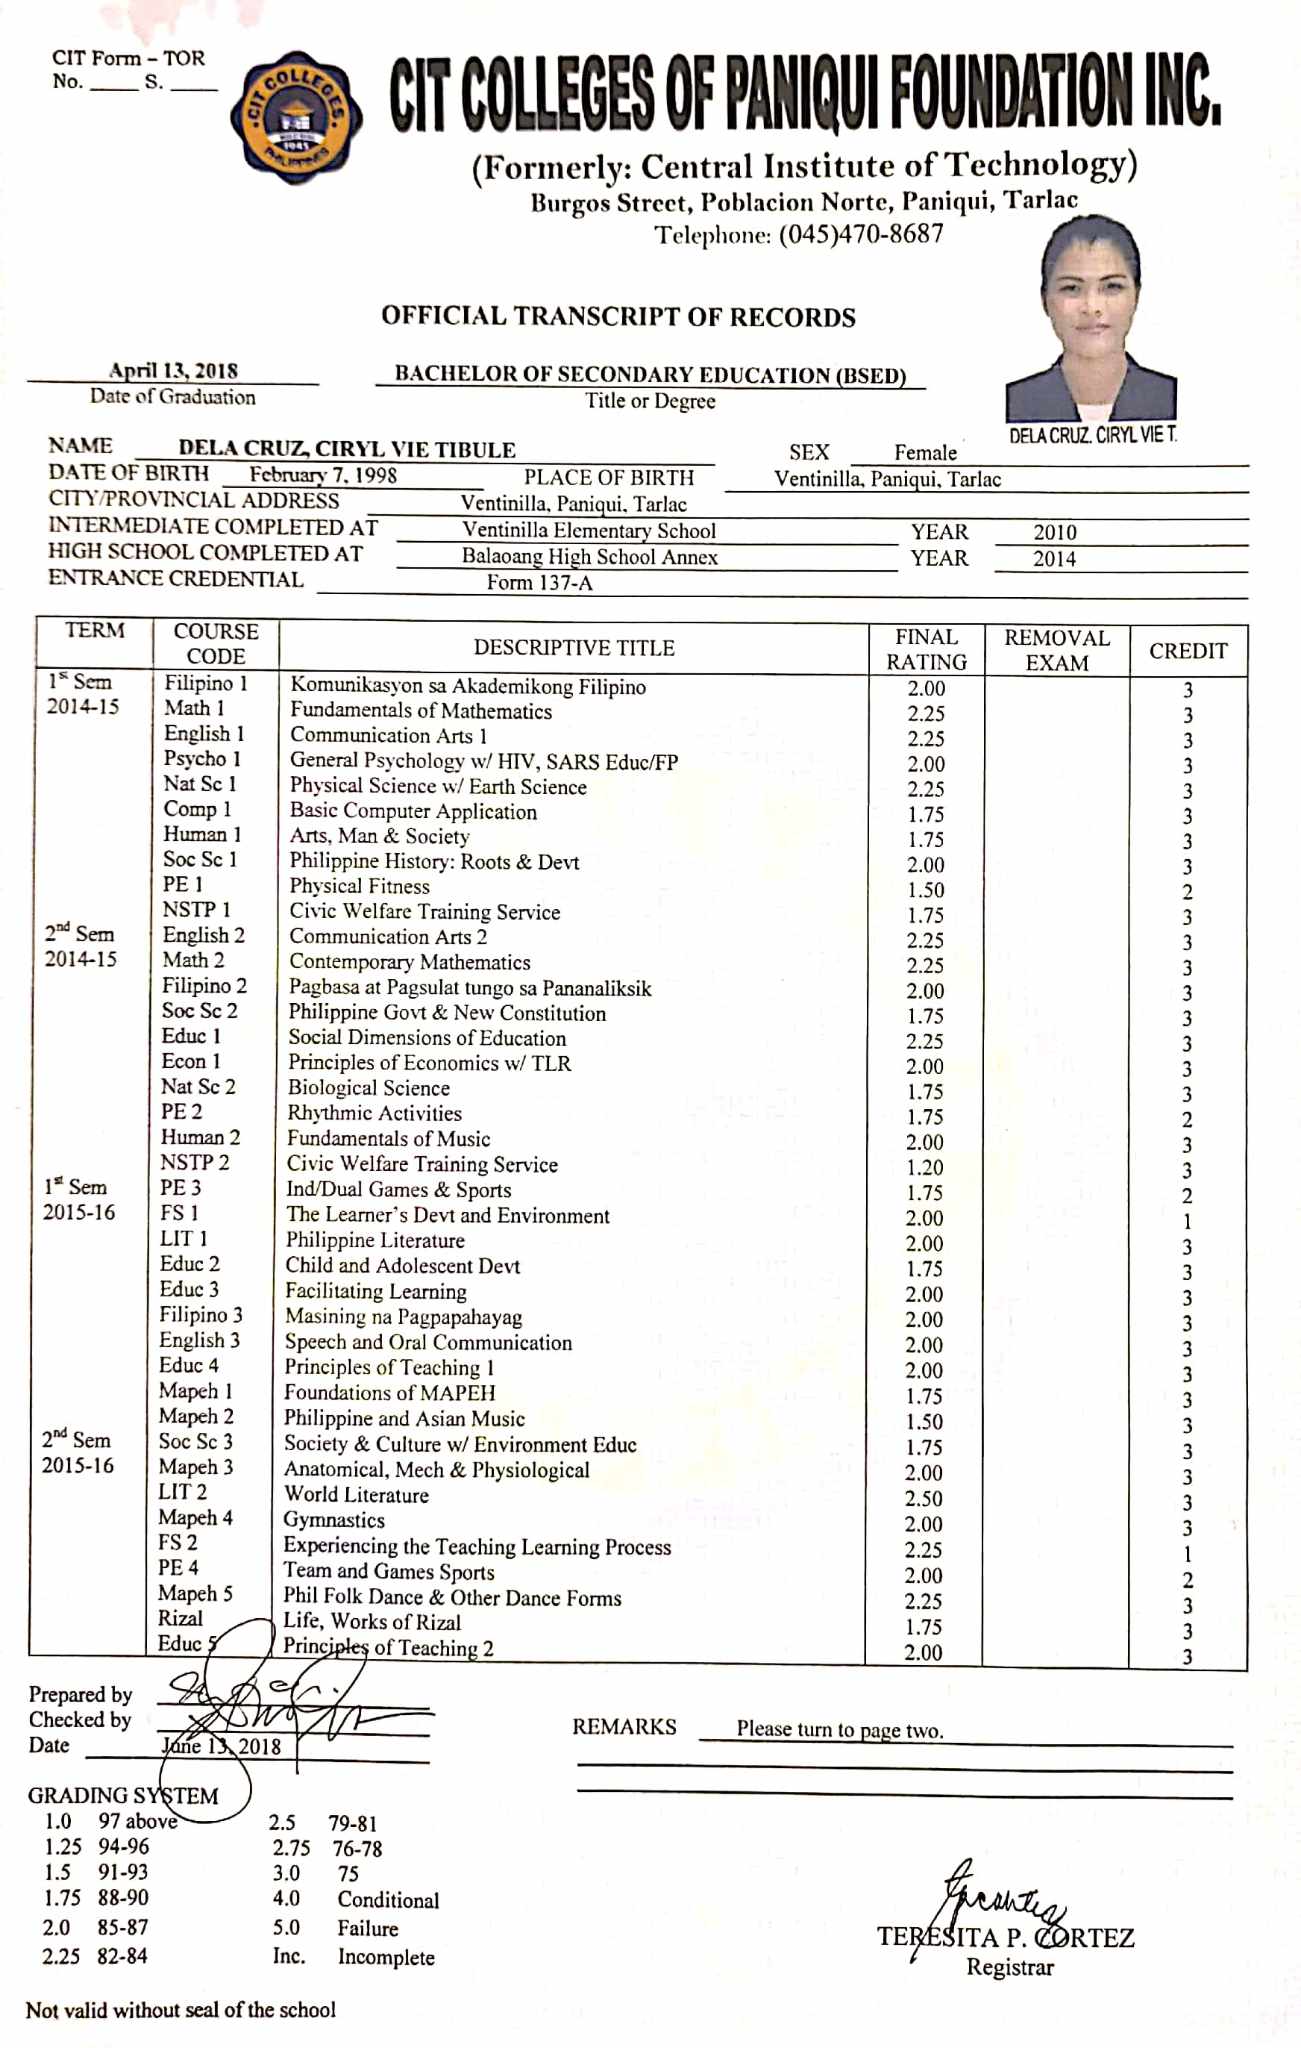 CIT Form – TOR
No. ____ S. ____
CIT COLLEGES
PHILIPPINES
1945
CIT COLLEGES OF PANIQUI FOUNDATION INC.
(Formerly: Central Institute of Technology)
Burgos Street, Poblacion Norte, Paniqui, Tarlac
Telephone: (045)470-8687
OFFICIAL TRANSCRIPT OF RECORDS
April 13, 2018 BACHELOR OF SECONDARY EDUCATION (BSED)
Date of Graduation Title or Degree
DELA CRUZ. CIRYL VIE T.
NAME DELA CRUZ, CIRYL VIE TIBULE SEX Female
DATE OF BIRTH February 7, 1998 PLACE OF BIRTH Ventinilla, Paniqui, Tarlac
CITY/PROVINCIAL ADDRESS Ventinilla, Paniqui, Tarlac
INTERMEDIATE COMPLETED AT Ventinilla Elementary School YEAR 2010
HIGH SCHOOL COMPLETED AT Balaoang High School Annex YEAR 2014
ENTRANCE CREDENTIAL Form 137-A
TERM COURSE CODE DESCRIPTIVE TITLE FINAL RATING REMOVAL EXAM CREDIT
1st Sem Filipino 1 Komunikasyon sa Akademikong Filipino 2.00 3
2014-15 Math 1 Fundamentals of Mathematics 2.25 3
English 1 Communication Arts 1 2.25 3
Psycho 1 General Psychology w/ HIV, SARS Educ/FP 2.00 3
Nat Sc 1 Physical Science w/ Earth Science 2.25 3
Comp 1 Basic Computer Application 1.75 3
Human 1 Arts, Man & Society 1.75 3
Soc Sc 1 Philippine History: Roots & Devt 2.00 3
PE 1 Physical Fitness 1.50 2
NSTP 1 Civic Welfare Training Service 1.75 3
2nd Sem English 2 Communication Arts 2 2.25 3
2014-15 Math 2 Contemporary Mathematics 2.25 3
Filipino 2 Pagbasa at Pagsulat tungo sa Pananaliksik 2.00 3
Soc Sc 2 Philippine Govt & New Constitution 1.75 3
Educ 1 Social Dimensions of Education 2.25 3
Econ 1 Principles of Economics w/ TLR 2.00 3
Nat Sc 2 Biological Science 1.75 3
PE 2 Rhythmic Activities 1.75 2
Human 2 Fundamentals of Music 2.00 3
NSTP 2 Civic Welfare Training Service 1.20 3
1st Sem PE 3 Ind/Dual Games & Sports 1.75 2
2015-16 FS 1 The Learner's Devt and Environment 2.00 1
LIT 1 Philippine Literature 2.00 3
Educ 2 Child and Adolescent Devt 1.75 3
Educ 3 Facilitating Learning 2.00 3
Filipino 3 Masining na Pagpapahayag 2.00 3
English 3 Speech and Oral Communication 2.00 3
Educ 4 Principles of Teaching 1 2.00 3
Mapeh 1 Foundations of MAPEH 1.75 3
Mapeh 2 Philippine and Asian Music 1.50 3
2nd Sem Soc Sc 3 Society & Culture w/ Environment Educ 1.75 3
2015-16 Mapeh 3 Anatomical, Mech & Physiological 2.00 3
LIT 2 World Literature 2.50 3
Mapeh 4 Gymnastics 2.00 3
FS 2 Experiencing the Teaching Learning Process 2.25 1
PE 4 Team and Games Sports 2.00 2
Mapeh 5 Phil Folk Dance & Other Dance Forms 2.25 3
Rizal Life, Works of Rizal 1.75 3
Educ 5 Principles of Teaching 2 2.00 3
Prepared by
Checked by
Date June 13, 2018
REMARKS Please turn to page two.
GRADING SYSTEM
1.0 97 above 2.5 79-81
1.25 94-96 2.75 76-78
1.5 91-93 3.0 75
1.75 88-90 4.0 Conditional
2.0 85-87 5.0 Failure
2.25 82-84 Inc. Incomplete
TERESITA P. CORTEZ
Registrar
Not valid without seal of the school